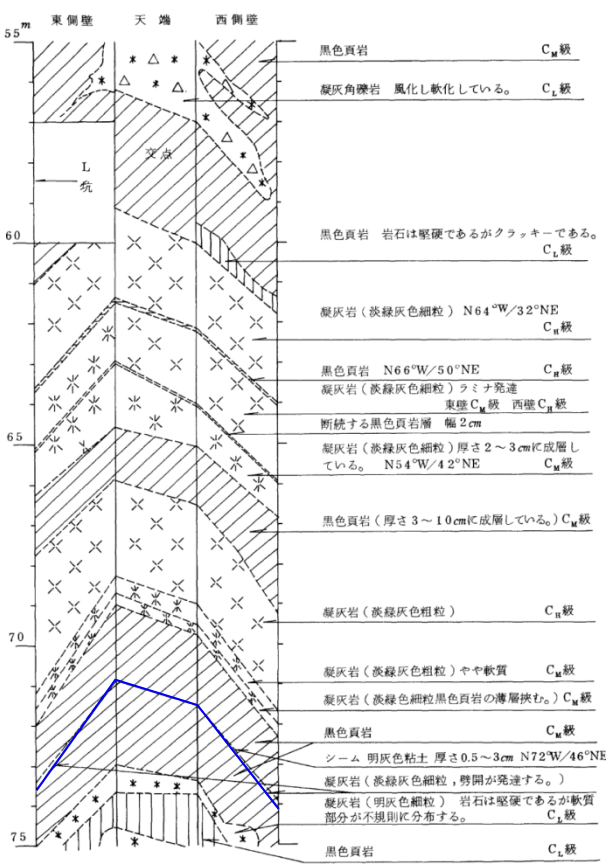 東側壁 天端 西側壁
55m
黒色頁岩 CM級
凝灰角礫岩 風化し軟化している。 CL級
交点
L坑
60
黒色頁岩 岩石は堅硬であるがクラッキーである。
CL級
凝灰岩(淡緑灰色細粒) N64°W/32°NE
CH級
黒色頁岩 N66°W/50°NE CH級
凝灰岩(淡緑灰色細粒)ラミナ発達
東壁CM級 西壁CH級
断続する黒色頁岩層 幅2cm
65
凝灰岩(淡緑灰色細粒)厚さ2〜3cmに成層し
ている。 N54°W/42°NE CM級
黒色頁岩(厚さ3〜10cmに成層している。)CM級
凝灰岩(淡緑灰色粗粒) CH級
70
凝灰岩(淡緑灰色粗粒)やや軟質 CM級
凝灰岩(淡緑色細粒黒色頁岩の薄層挟む。)CM級
黒色頁岩 CM級
シーム 明灰色粘土 厚さ0.5〜3cm N72°W/46°NE
凝灰岩(淡緑灰色細粒,劈開が発達する。)
凝灰岩(明灰色細粒) 岩石は堅硬であるが軟質
部分が不規則に分布する。 CL級
75
黒色頁岩 CL級